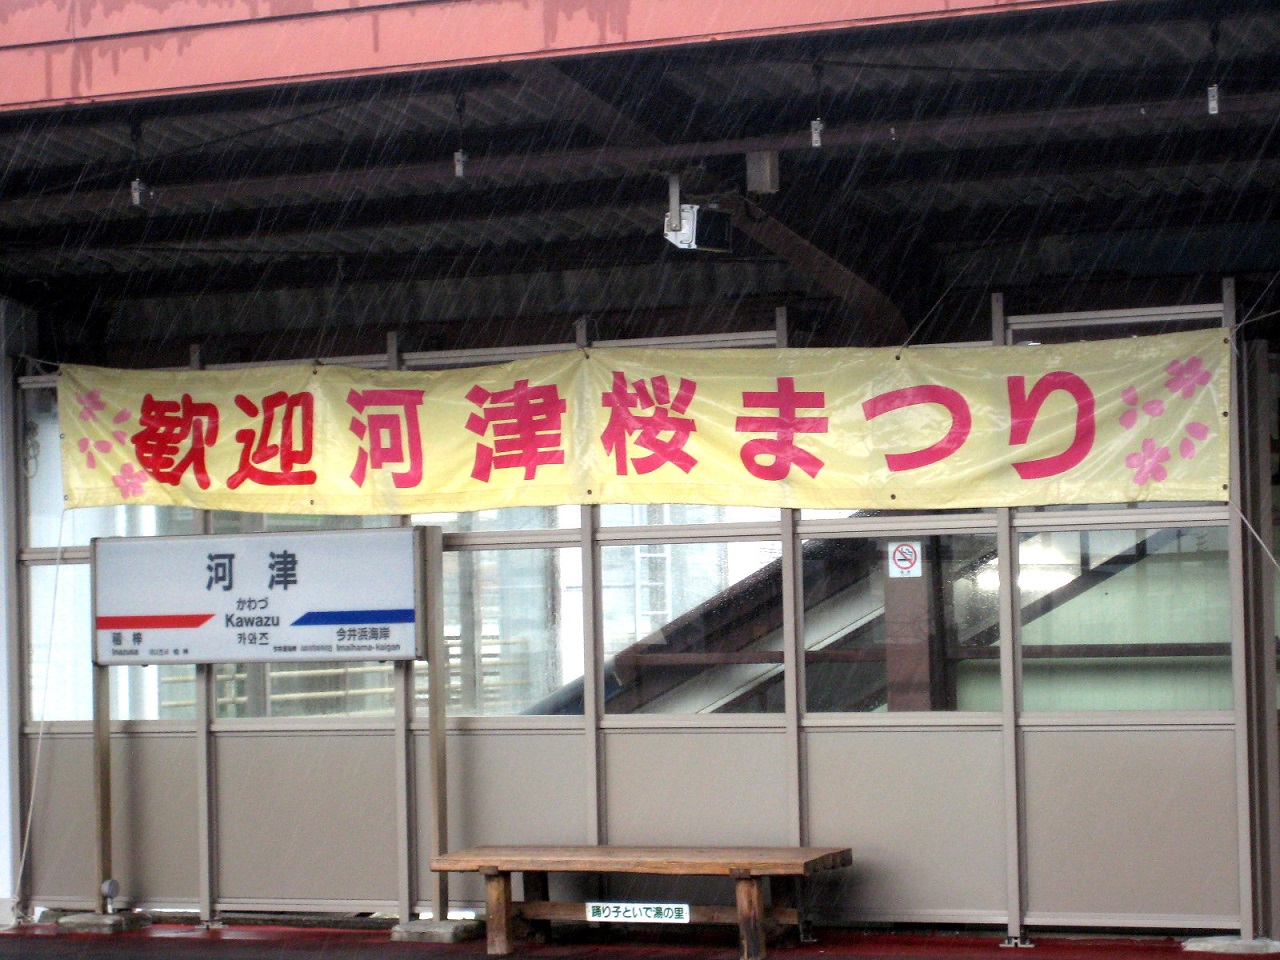 歓迎河津桜まつり
河津
かわづ
Kawazu
카와즈
稲梓
Inazusa
今井浜海岸
Imaihama-kaigan
踊り子といで湯の里